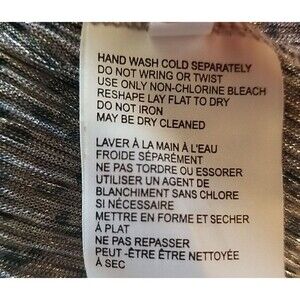 HAND WASH COLD SEPARATELY
DO NOT WRING OR TWIST
USE ONLY NON-CHLORINE BLEACH
RESHAPE LAY FLAT TO DRY
DO NOT IRON
MAY BE DRY CLEANED
LAVER À LA MAIN À L'EAU
FROIDE SÉPARÉMENT
NE PAS TORDRE OU ESSORER
UTILISER UN AGENT DE
BLANCHIMENT SANS CHLORE
SI NÉCESSAIRE
METTRE EN FORME ET SECHER
À PLAT
NE PAS REPASSER
PEUT-ÊTRE ÊTRE NETTOYÉE
À SEC